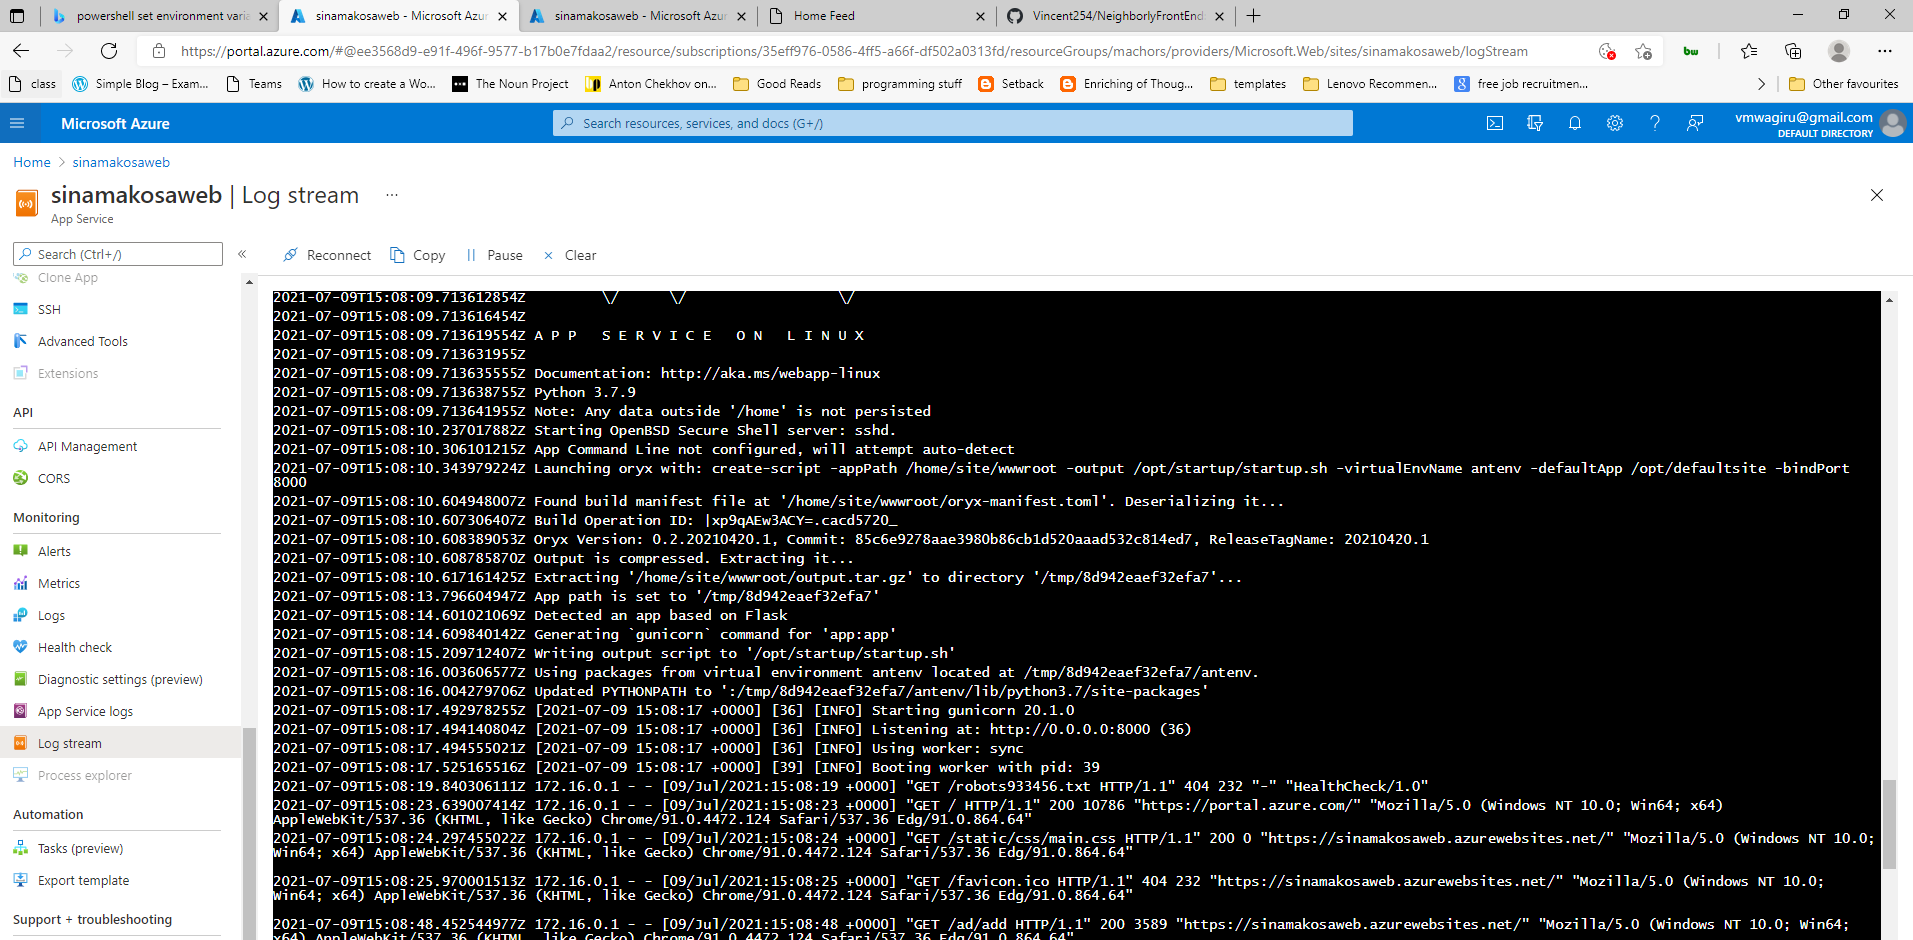 powershell set environment varia
sinamakosaweb - Microsoft Azur
sinamakosaweb - Microsoft Azur
Home Feed
Vincent254/NeighborlyFrontEnd
https://portal.azure.com/#@ee3568d9-e91f-496f-9577-b17b0e7fdaa2/resource/subscriptions/35eff976-0586-4ff5-a66f-df502a0313fd/resourceGroups/machors/providers/Microsoft.Web/sites/sinamakosaweb/logStream
bw
class
Simple Blog – Exam...
Teams
How to create a Wo...
The Noun Project
Anton Chekhov on...
Good Reads
programming stuff
Setback
Enriching of Thoug...
templates
Lenovo Recommen...
free job recruitmen...
Other favourites
Microsoft Azure
Search resources, services, and docs (G+/)
vmwagiru@gmail.com
DEFAULT DIRECTORY
Home > sinamakosaweb
sinamakosaweb | Log stream ...
App Service
Search (Ctrl+/)
«
Reconnect
Copy
Pause
Clear
Clone App
SSH
Advanced Tools
Extensions
API
API Management
CORS
Monitoring
Alerts
Metrics
Logs
Health check
Diagnostic settings (preview)
App Service logs
Log stream
Process explorer
Automation
Tasks (preview)
Export template
Support + troubleshooting
2021-07-09T15:08:09.713612854Z \/ \/ \/
2021-07-09T15:08:09.713616454Z
2021-07-09T15:08:09.713619554Z A P P   S E R V I C E   O N   L I N U X
2021-07-09T15:08:09.713631955Z
2021-07-09T15:08:09.713635555Z Documentation: http://aka.ms/webapp-linux
2021-07-09T15:08:09.713638755Z Python 3.7.9
2021-07-09T15:08:09.713641955Z Note: Any data outside '/home' is not persisted
2021-07-09T15:08:10.237017882Z Starting OpenBSD Secure Shell server: sshd.
2021-07-09T15:08:10.306101215Z App Command Line not configured, will attempt auto-detect
2021-07-09T15:08:10.343979224Z Launching oryx with: create-script -appPath /home/site/wwwroot -output /opt/startup/startup.sh -virtualEnvName antenv -defaultApp /opt/defaultsite -bindPort
8000
2021-07-09T15:08:10.604948007Z Found build manifest file at '/home/site/wwwroot/oryx-manifest.toml'. Deserializing it...
2021-07-09T15:08:10.607306407Z Build Operation ID: |xp9qAEw3ACY=.cacd5720_
2021-07-09T15:08:10.608389053Z Oryx Version: 0.2.20210420.1, Commit: 85c6e9278aae3980b86cb1d520aaad532c814ed7, ReleaseTagName: 20210420.1
2021-07-09T15:08:10.608785870Z Output is compressed. Extracting it...
2021-07-09T15:08:10.617161425Z Extracting '/home/site/wwwroot/output.tar.gz' to directory '/tmp/8d942eaef32efa7'...
2021-07-09T15:08:13.796604947Z App path is set to '/tmp/8d942eaef32efa7'
2021-07-09T15:08:14.601021069Z Detected an app based on Flask
2021-07-09T15:08:14.609840142Z Generating `gunicorn` command for 'app:app'
2021-07-09T15:08:15.209712407Z Writing output script to '/opt/startup/startup.sh'
2021-07-09T15:08:16.003606577Z Using packages from virtual environment antenv located at /tmp/8d942eaef32efa7/antenv.
2021-07-09T15:08:16.004279706Z Updated PYTHONPATH to ':/tmp/8d942eaef32efa7/antenv/lib/python3.7/site-packages'
2021-07-09T15:08:17.492978255Z [2021-07-09 15:08:17 +0000] [36] [INFO] Starting gunicorn 20.1.0
2021-07-09T15:08:17.494140804Z [2021-07-09 15:08:17 +0000] [36] [INFO] Listening at: http://0.0.0.0:8000 (36)
2021-07-09T15:08:17.494555021Z [2021-07-09 15:08:17 +0000] [36] [INFO] Using worker: sync
2021-07-09T15:08:17.525165516Z [2021-07-09 15:08:17 +0000] [39] [INFO] Booting worker with pid: 39
2021-07-09T15:08:19.840306111Z 172.16.0.1 - - [09/Jul/2021:15:08:19 +0000] "GET /robots933456.txt HTTP/1.1" 404 232 "-" "HealthCheck/1.0"
2021-07-09T15:08:23.639007414Z 172.16.0.1 - - [09/Jul/2021:15:08:23 +0000] "GET / HTTP/1.1" 200 10786 "https://portal.azure.com/" "Mozilla/5.0 (Windows NT 10.0; Win64; x64)
AppleWebKit/537.36 (KHTML, like Gecko) Chrome/91.0.4472.124 Safari/537.36 Edg/91.0.864.64"
2021-07-09T15:08:24.297455022Z 172.16.0.1 - - [09/Jul/2021:15:08:24 +0000] "GET /static/css/main.css HTTP/1.1" 200 0 "https://sinamakosaweb.azurewebsites.net/" "Mozilla/5.0 (Windows NT 10.0;
Win64; x64) AppleWebKit/537.36 (KHTML, like Gecko) Chrome/91.0.4472.124 Safari/537.36 Edg/91.0.864.64"
2021-07-09T15:08:25.970001513Z 172.16.0.1 - - [09/Jul/2021:15:08:25 +0000] "GET /favicon.ico HTTP/1.1" 404 232 "https://sinamakosaweb.azurewebsites.net/" "Mozilla/5.0 (Windows NT 10.0;
Win64; x64) AppleWebKit/537.36 (KHTML, like Gecko) Chrome/91.0.4472.124 Safari/537.36 Edg/91.0.864.64"
2021-07-09T15:08:48.452544977Z 172.16.0.1 - - [09/Jul/2021:15:08:48 +0000] "GET /ad/add HTTP/1.1" 200 3589 "https://sinamakosaweb.azurewebsites.net/" "Mozilla/5.0 (Windows NT 10.0; Win64;
x64) AppleWebKit/537.36 (KHTML, like Gecko) Chrome/91.0.4472.124 Safari/537.36 Edg/91.0.864.64"